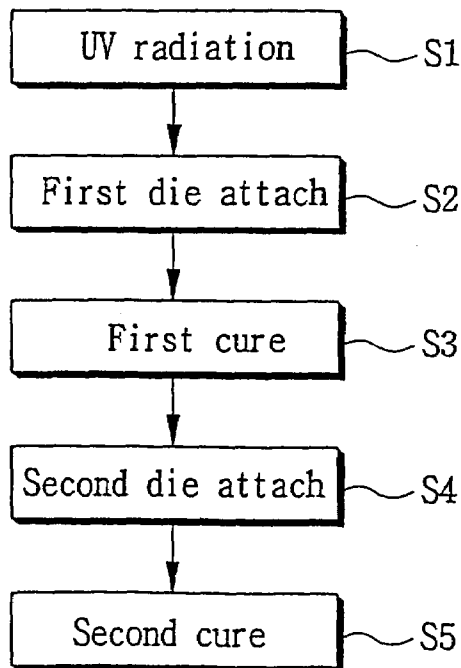 UV radiation S1
First die attach S2
First cure S3
Second die attach S4
Second cure S5